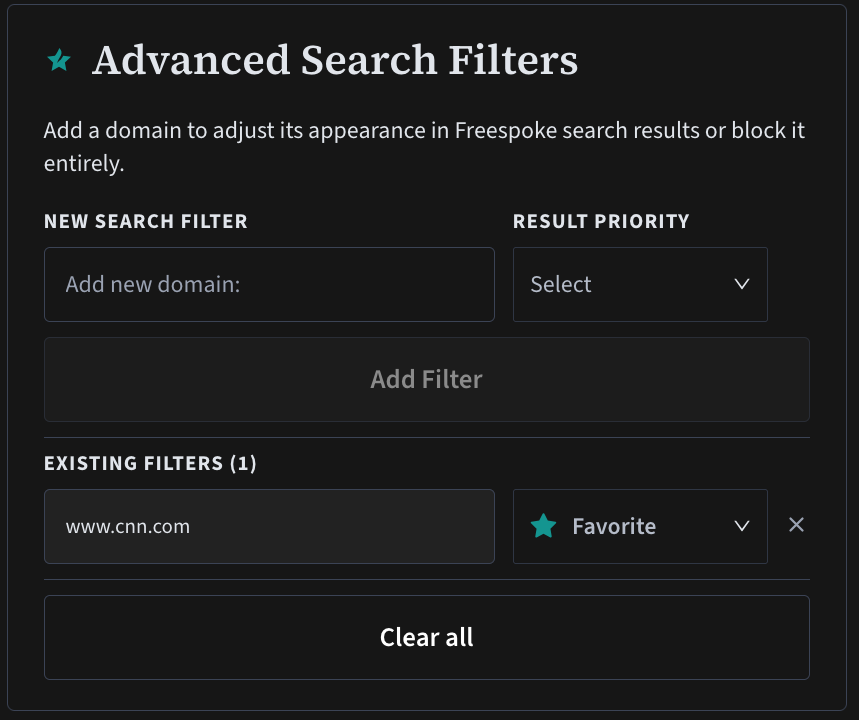 Advanced Search Filters
Add a domain to adjust its appearance in Freespoke search results or block it
entirely.
NEW SEARCH FILTER
RESULT PRIORITY
Add new domain:
Select
Add Filter
EXISTING FILTERS (1)
www.cnn.com
Favorite
Clear all